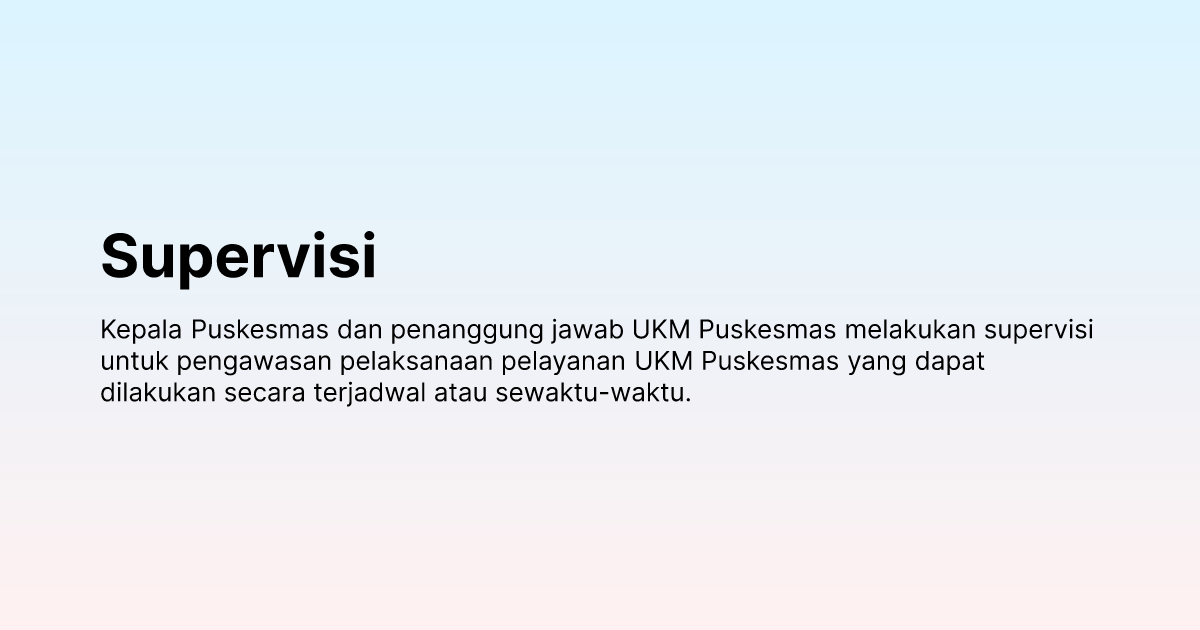 Supervisi
Kepala Puskesmas dan penanggung jawab UKM Puskesmas melakukan supervisi
untuk pengawasan pelaksanaan pelayanan UKM Puskesmas yang dapat
dilakukan secara terjadwal atau sewaktu-waktu.